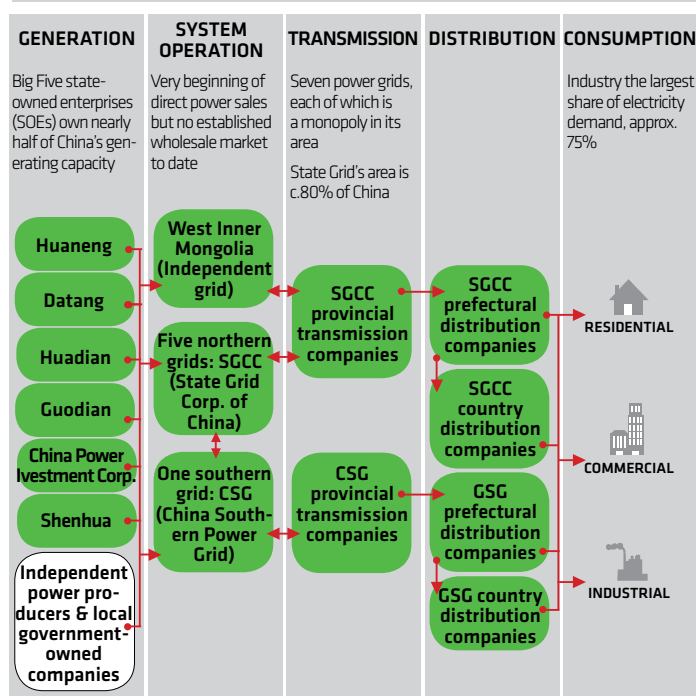 GENERATION
Big Five state-
owned enterprises
(SOEs) own nearly
half of China's gen-
erating capacity
Huaneng
Datang
Huadian
Guodian
China Power
Ivestment Corp.
Shenhua
Independent
power pro-
ducers & local
government-
owned
companies
SYSTEM
OPERATION
Very beginning of
direct power sales
but no established
wholesale market
to date
West Inner
Mongolia
(Independent
grid)
Five northern
grids: SGCC
(State Grid
Corp. of
China)
One southern
grid: CSG
(China South-
ern Power
Grid)
TRANSMISSION
Seven power grids,
each of which is
a monopoly in its
area
State Grid's area is
c.80% of China
SGCC
provincial
transmission
companies
CSG
provincial
transmission
companies
DISTRIBUTION
SGCC
prefectural
distribution
companies
SGCC
country
distribution
companies
GSG
prefectural
distribution
companies
GSG country
distribution
companies
CONSUMPTION
Industry the largest
share of electricity
demand, approx.
75%
RESIDENTIAL
COMMERCIAL
INDUSTRIAL